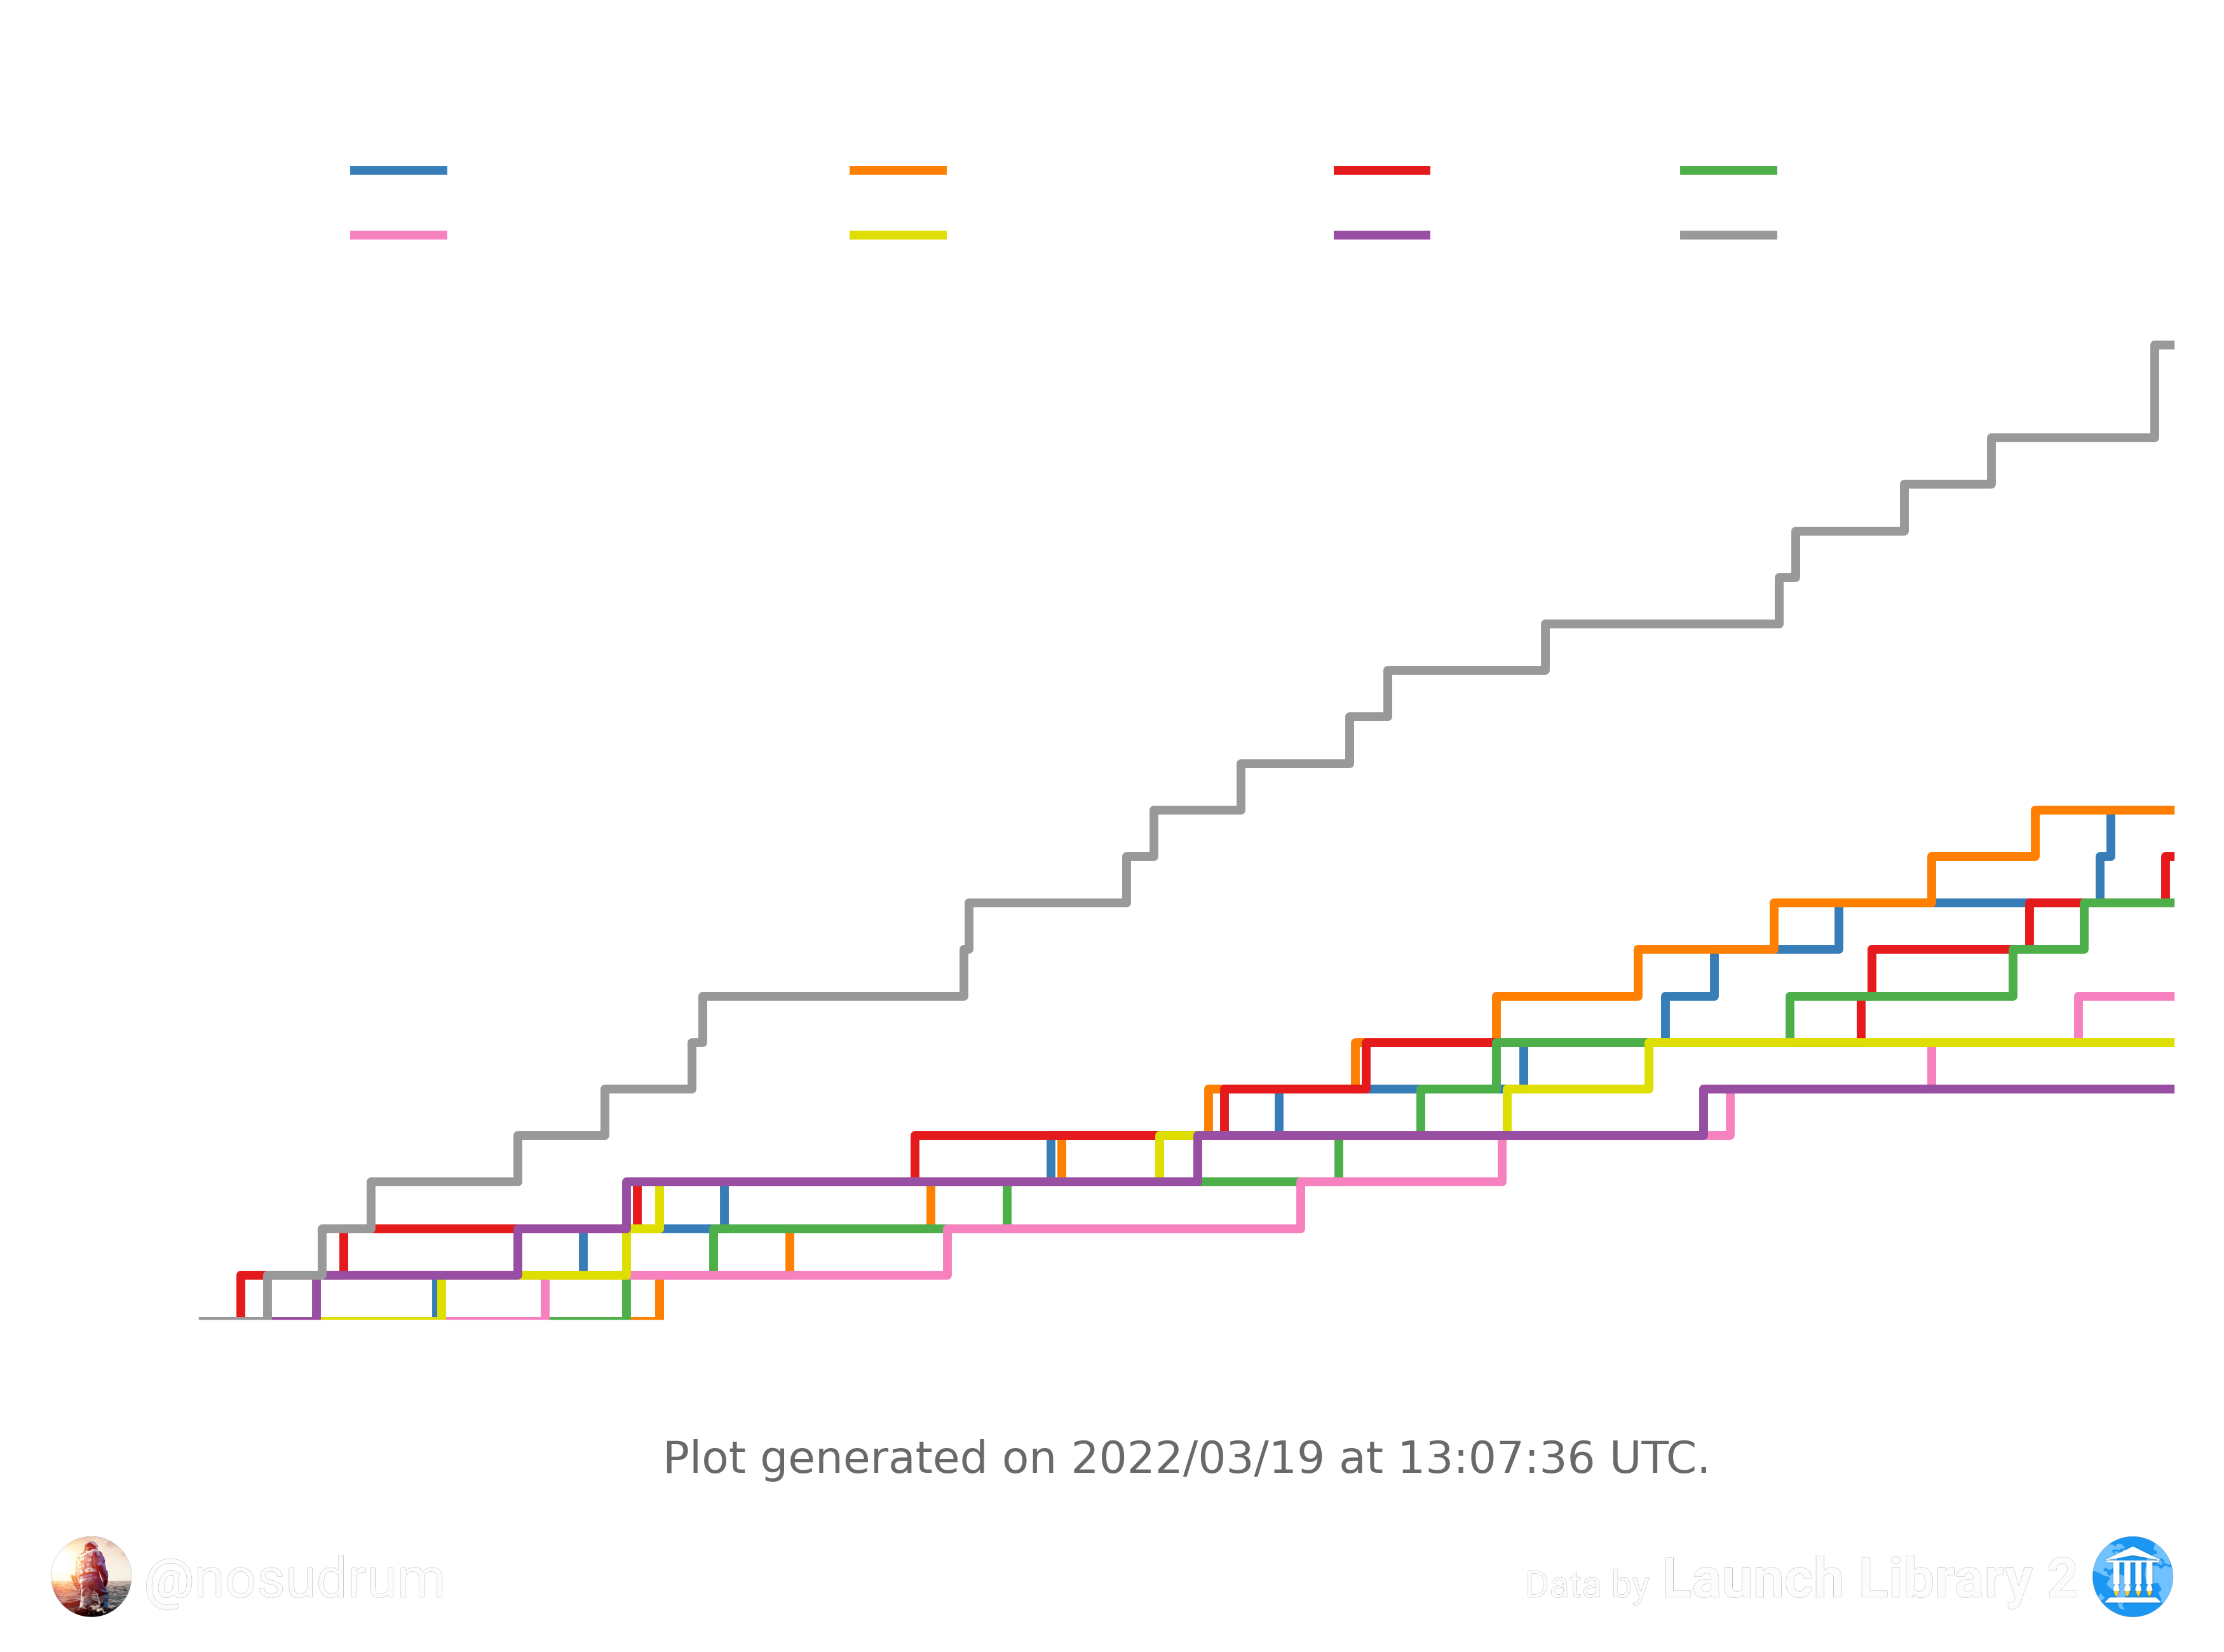 Plot generated on 2022/03/19 at 13:07:36 UTC.
@nosudrum
Data by Launch Library 2